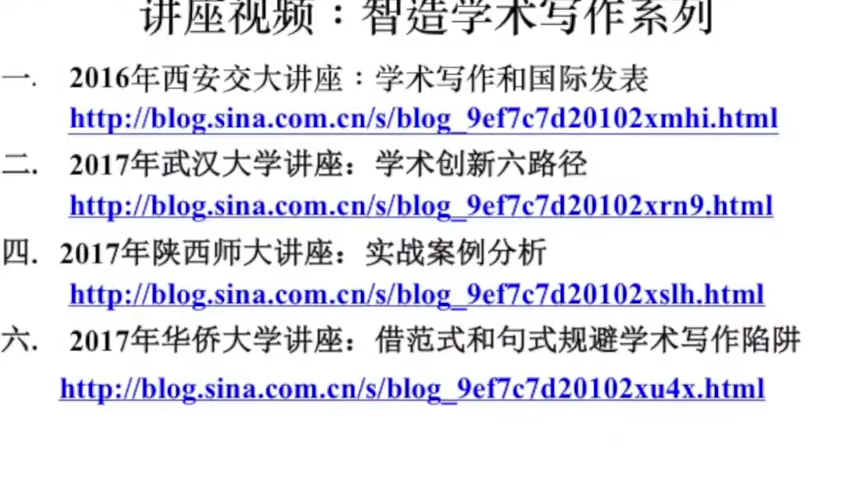 讲座视频：智造学术写作系列
一. 2016年西安交大讲座：学术写作和国际发表
http://blog.sina.com.cn/s/blog_9ef7c7d20102xmhi.html
二. 2017年武汉大学讲座：学术创新六路径
http://blog.sina.com.cn/s/blog_9ef7c7d20102xrn9.html
四. 2017年陕西师大讲座：实战案例分析
http://blog.sina.com.cn/s/blog_9ef7c7d20102xslh.html
六. 2017年华侨大学讲座：借范式和句式规避学术写作陷阱
http://blog.sina.com.cn/s/blog_9ef7c7d20102xu4x.html